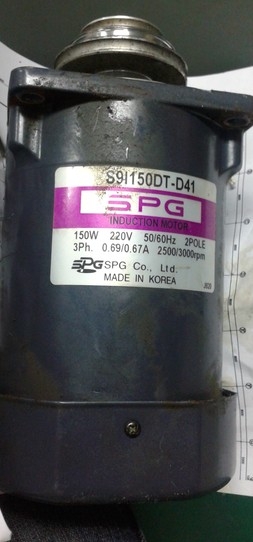 S9I150DT-D41
SPG
INDUCTION MOTOR
150W 220V 50/60Hz 2POLE
3Ph. 0.69/0.67A 2500/3000rpm
SPG SPG Co., Ltd.
MADE IN KOREA